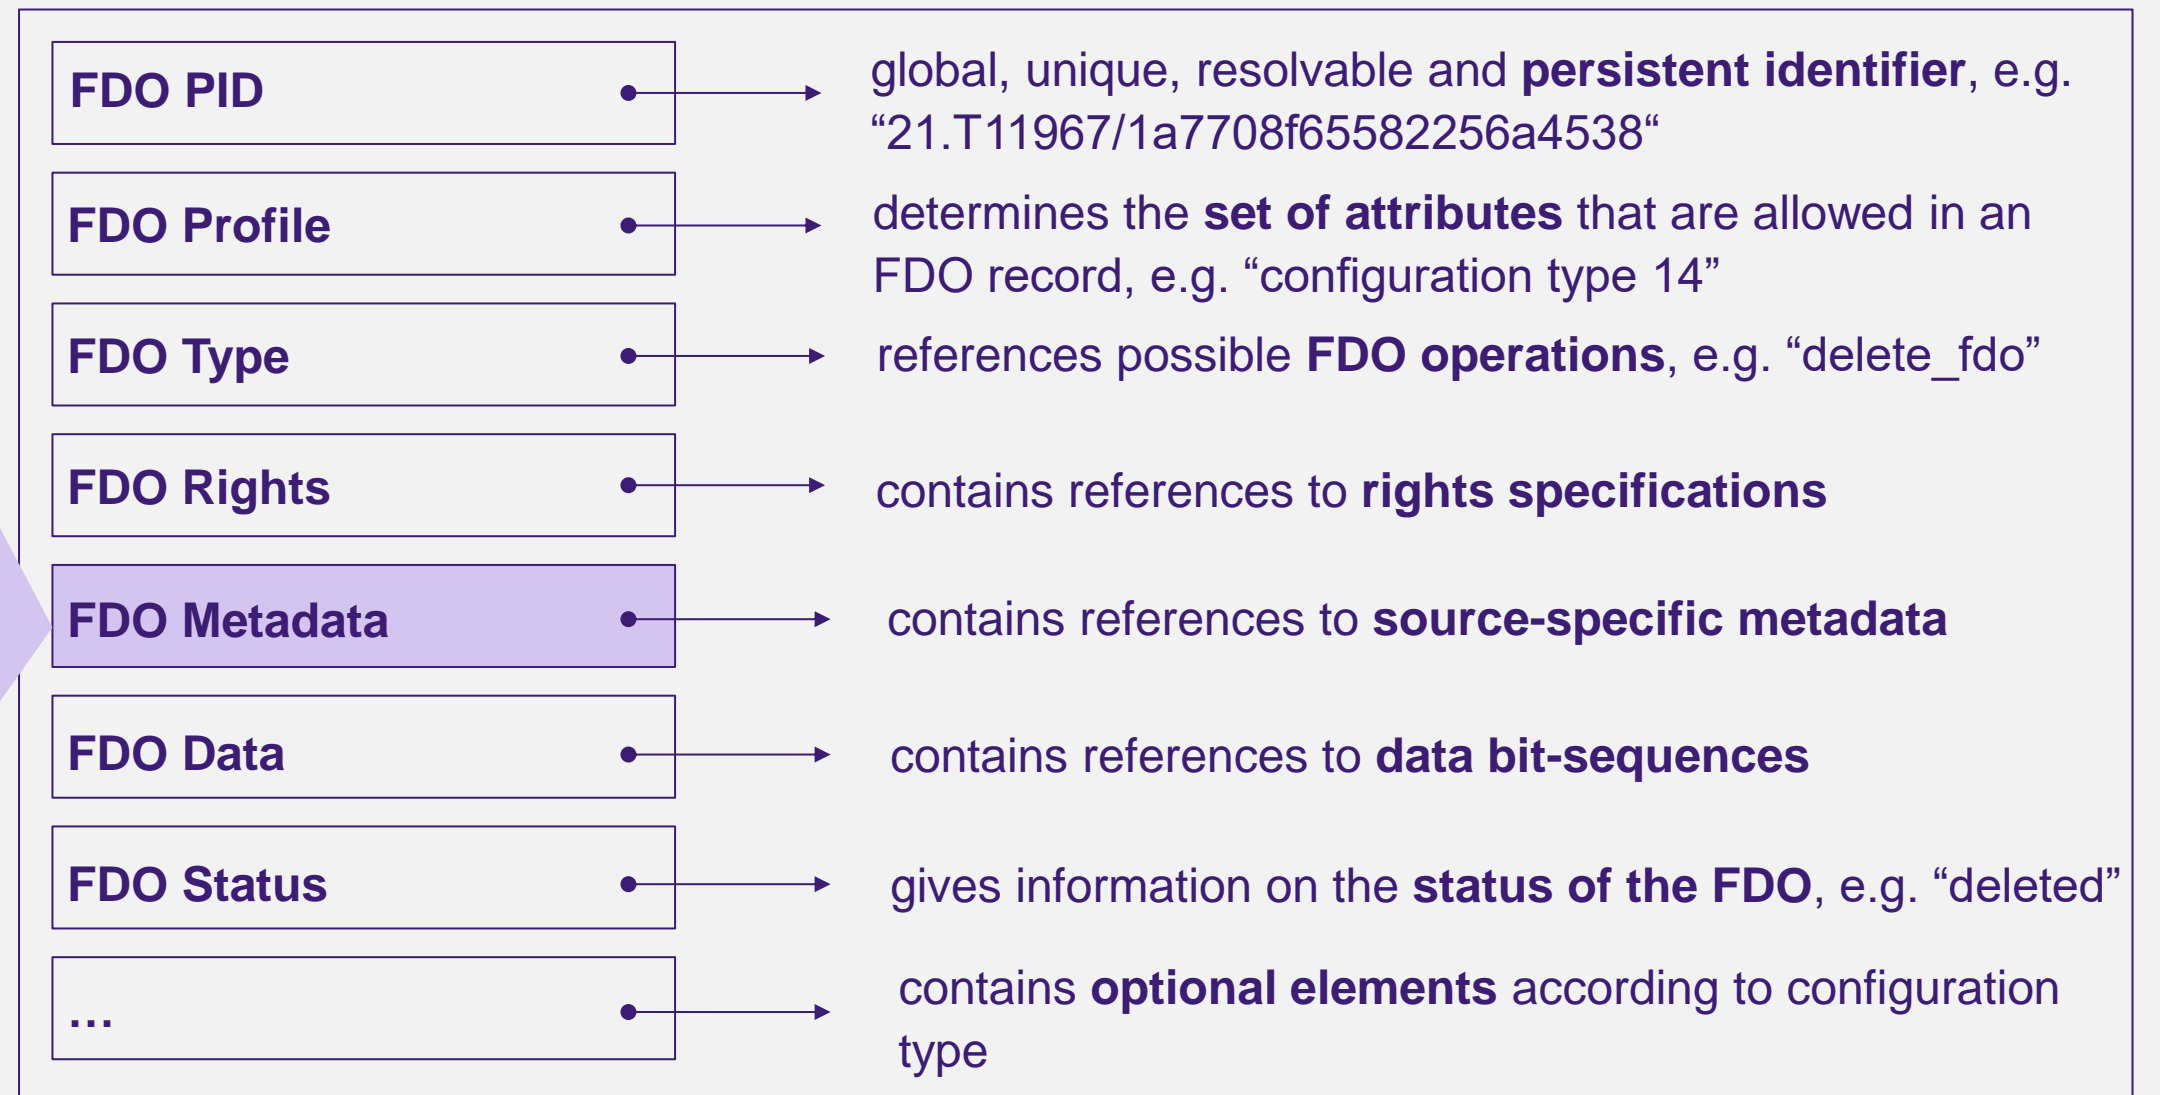 FDO PID
global, unique, resolvable and persistent identifier, e.g.
“21.T11967/1a7708f65582256a4538“
FDO Profile
determines the set of attributes that are allowed in an
FDO record, e.g. “configuration type 14”
FDO Type
references possible FDO operations, e.g. “delete_fdo”
FDO Rights
contains references to rights specifications
FDO Metadata
contains references to source-specific metadata
FDO Data
contains references to data bit-sequences
FDO Status
gives information on the status of the FDO, e.g. “deleted”
…
contains optional elements according to configuration
type